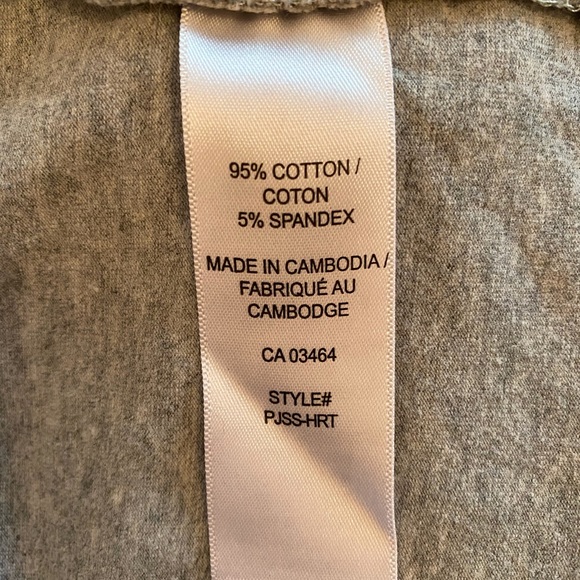 95% COTTON /
COTON
5% SPANDEX
MADE IN CAMBODIA /
FABRIQUÉ AU
CAMBODGE
CA 03464
STYLE#
PJSS-HRT